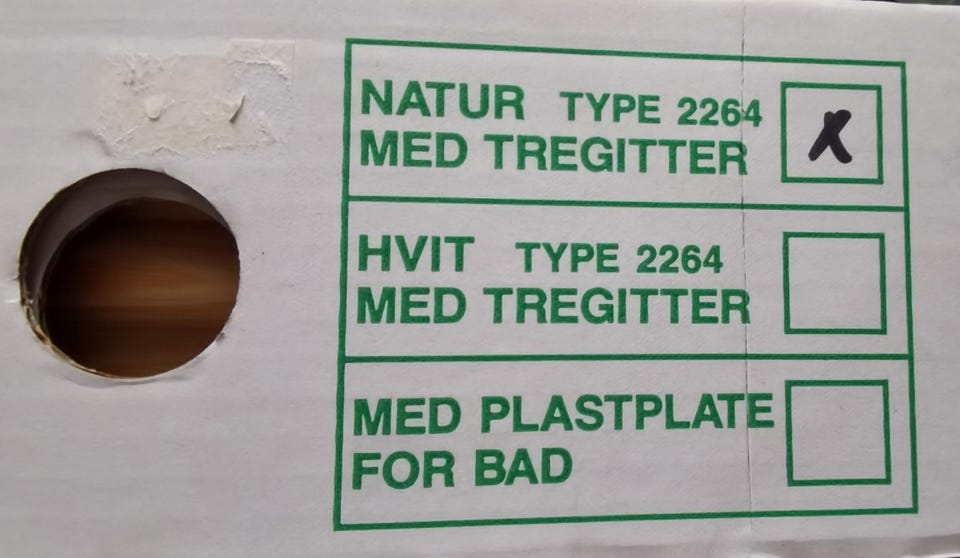 NATUR TYPE 2264
MED TREGITTER
HVIT TYPE 2264
MED TREGITTER
MED PLASTPLATE
FOR BAD